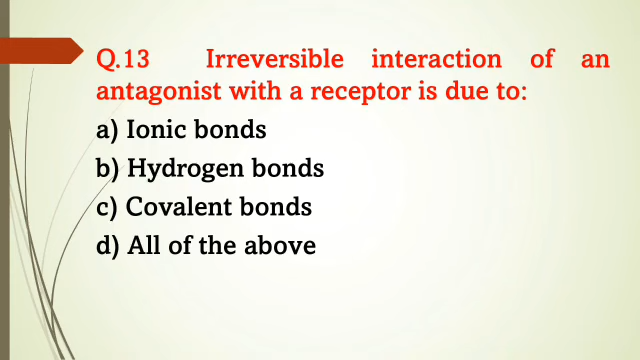 Q.13 Irreversible interaction of an
antagonist with a receptor is due to:
a) Ionic bonds
b) Hydrogen bonds
c) Covalent bonds
d) All of the above